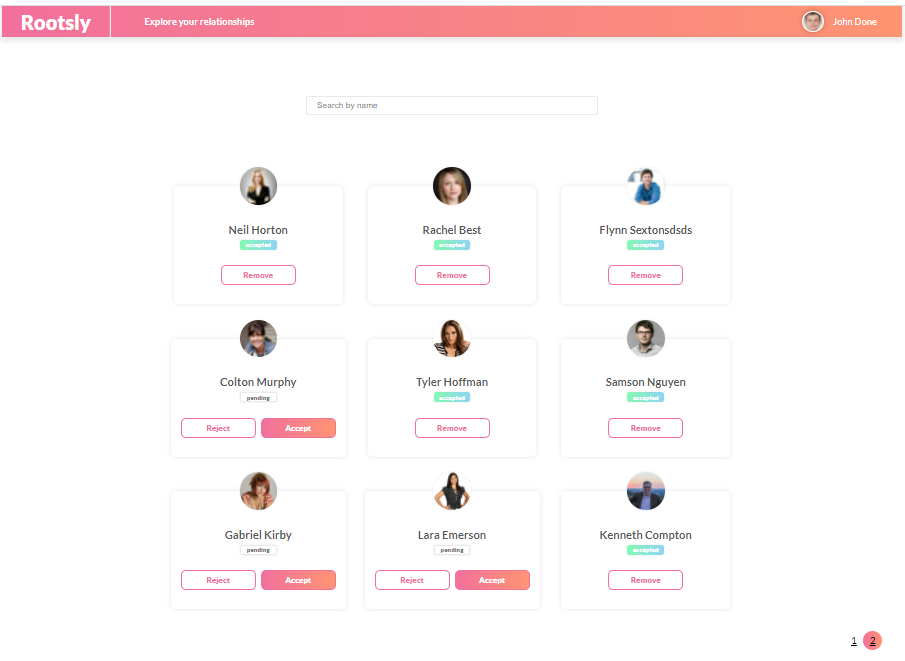 Rootsly Explore your relationships John Done
Search by name
Neil Horton Rachel Best Flynn Sextonsdsds
accepted accepted accepted
Remove Remove Remove
Colton Murphy Tyler Hoffman Samson Nguyen
pending accepted accepted
Reject Accept Remove Remove
Gabriel Kirby Lara Emerson Kenneth Compton
pending pending accepted
Reject Accept Reject Accept Remove
1 2